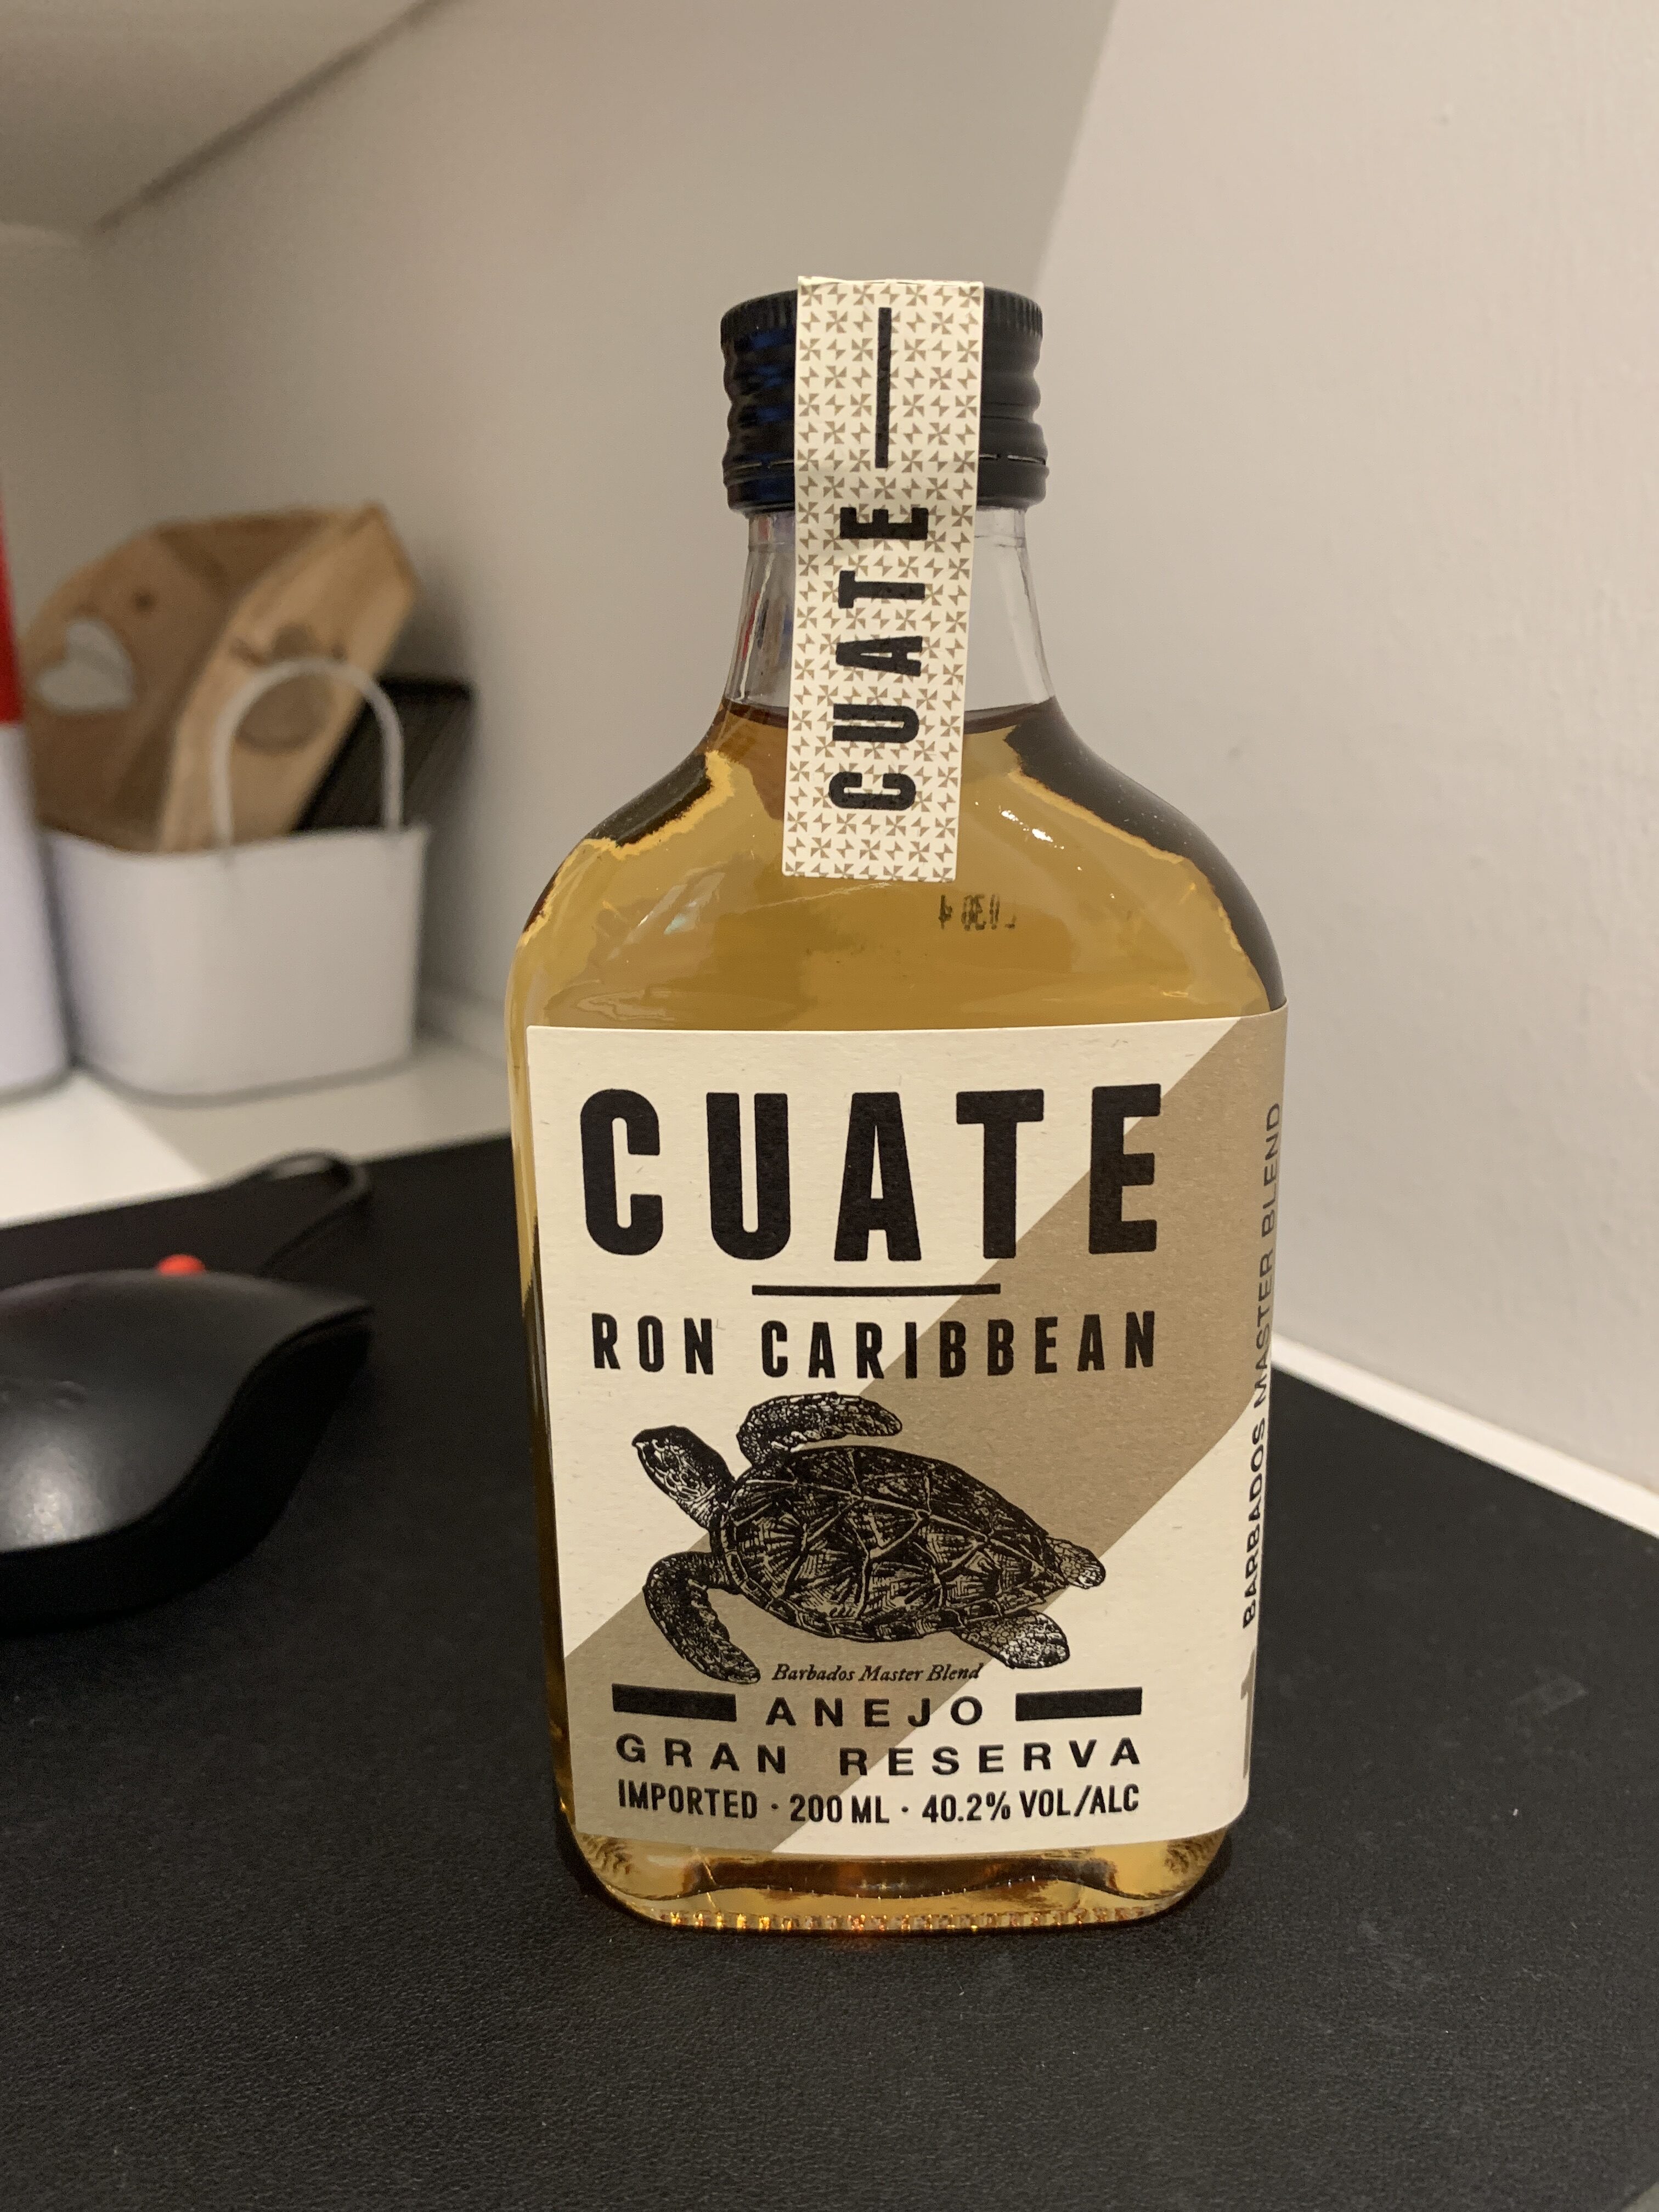 CUATE
CUATE
RON CARIBBEAN
Barbados Master Blend
ANEJO
GRAN RESERVA
IMPORTED · 200 ML · 40.2% VOL/ALC
BARBADOS MASTER BLEND